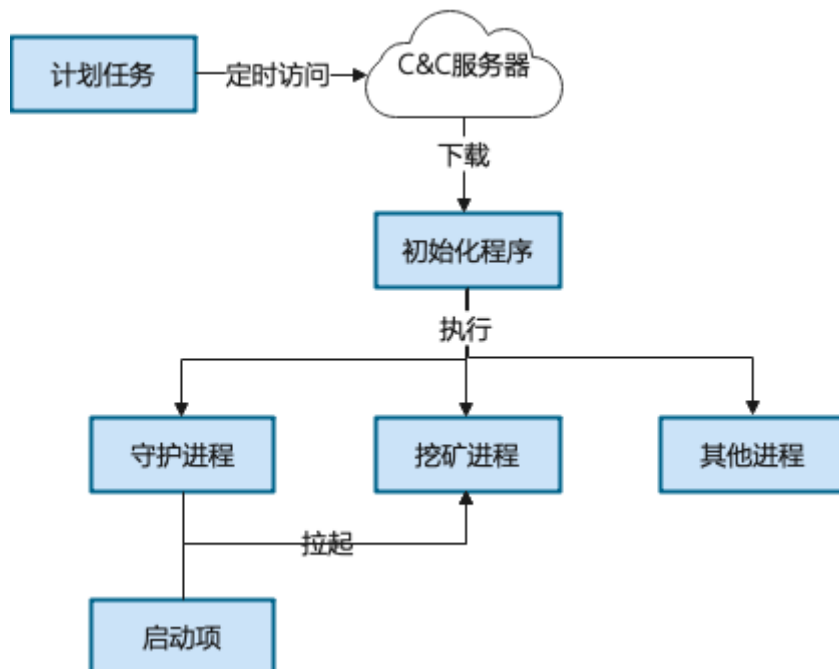 计划任务
定时访问
C&C服务器
下载
初始化程序
执行
守护进程
挖矿进程
其他进程
拉起
启动项